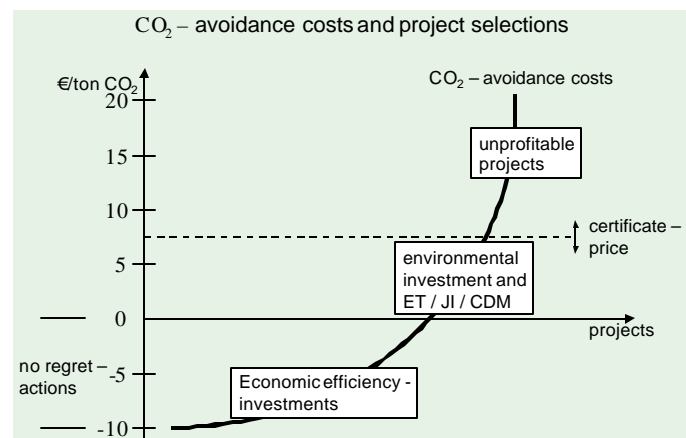 CO2 – avoidance costs and project selections
€/ton CO2
CO2 – avoidance costs
20
unprofitable
projects
15
10
certificate –
price
environmental
investment and
ET / JI / CDM
5
0
projects
no regret –
actions
-5
Economic efficiency -
investments
-10